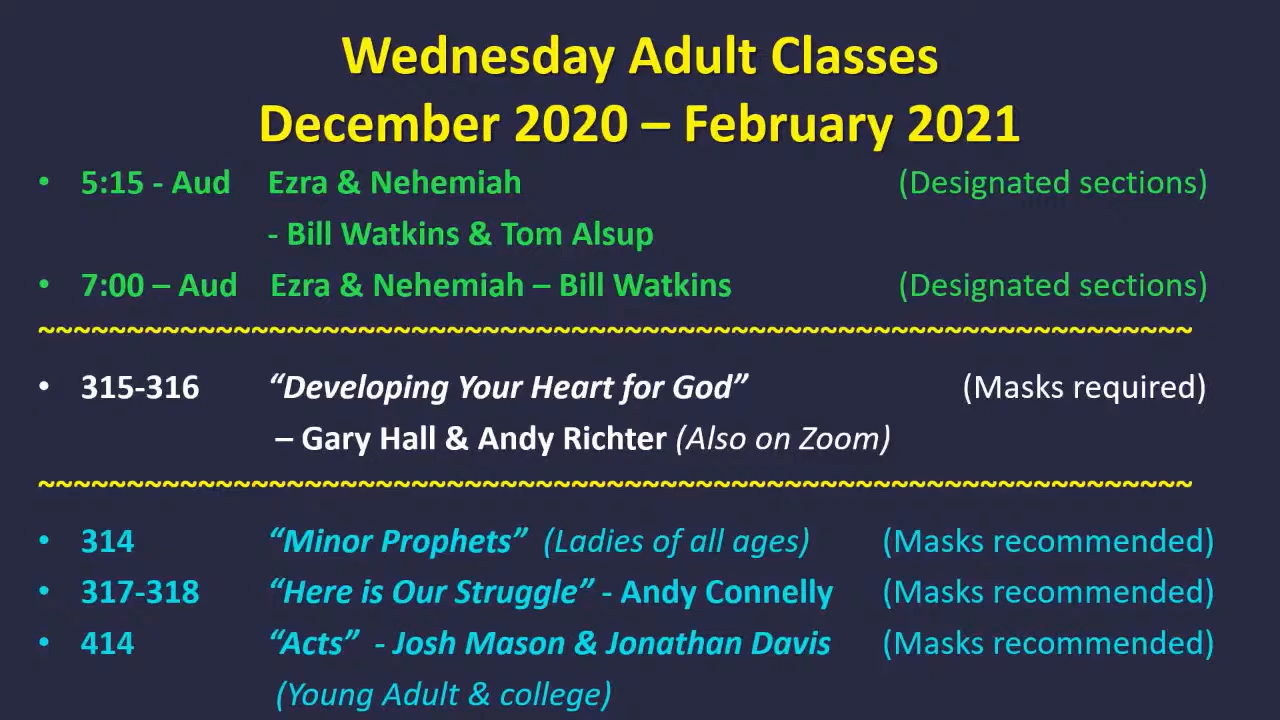 Wednesday Adult Classes
December 2020 – February 2021
• 5:15 - Aud Ezra & Nehemiah (Designated sections)
- Bill Watkins & Tom Alsup
• 7:00 – Aud Ezra & Nehemiah – Bill Watkins (Designated sections)
~~~~~~~~~~~~~~~~~~~~~~~~~~~~~~~~~~~~~~~~~~~~~~~~~~~~~~~~~~~~~~~~~
• 315-316 “Developing Your Heart for God” (Masks required)
– Gary Hall & Andy Richter (Also on Zoom)
~~~~~~~~~~~~~~~~~~~~~~~~~~~~~~~~~~~~~~~~~~~~~~~~~~~~~~~~~~~~~~~~~
• 314 “Minor Prophets” (Ladies of all ages) (Masks recommended)
• 317-318 “Here is Our Struggle” - Andy Connelly (Masks recommended)
• 414 “Acts” - Josh Mason & Jonathan Davis (Masks recommended)
(Young Adult & college)